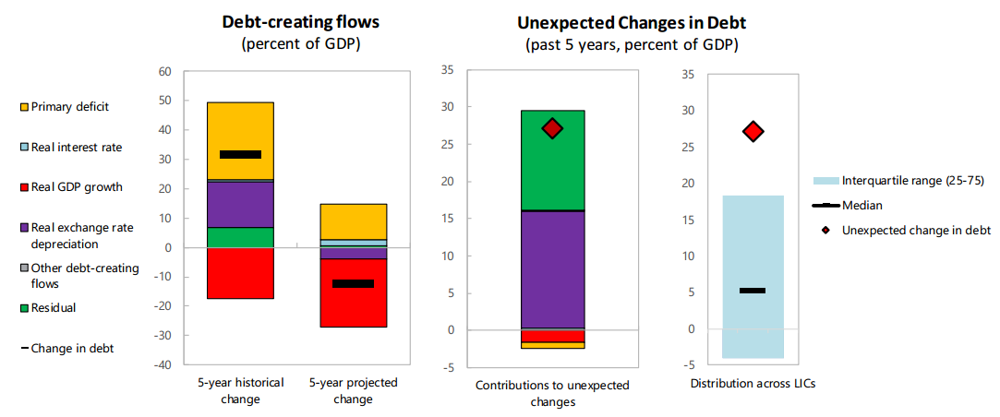 Debt-creating flows
(percent of GDP)
Unexpected Changes in Debt
(past 5 years, percent of GDP)
Primary deficit
Real interest rate
Real GDP growth
Real exchange rate
depreciation
Other debt-creating
flows
Residual
Change in debt
60
50
40
30
20
10
0
-10
-20
-30
-40
5-year historical
change
5-year projected
change
35
30
25
20
15
10
5
0
-5
Contributions to unexpected
changes
35
30
25
20
15
10
5
0
-5
Distribution across LICs
Interquartile range (25-75)
Median
Unexpected change in debt